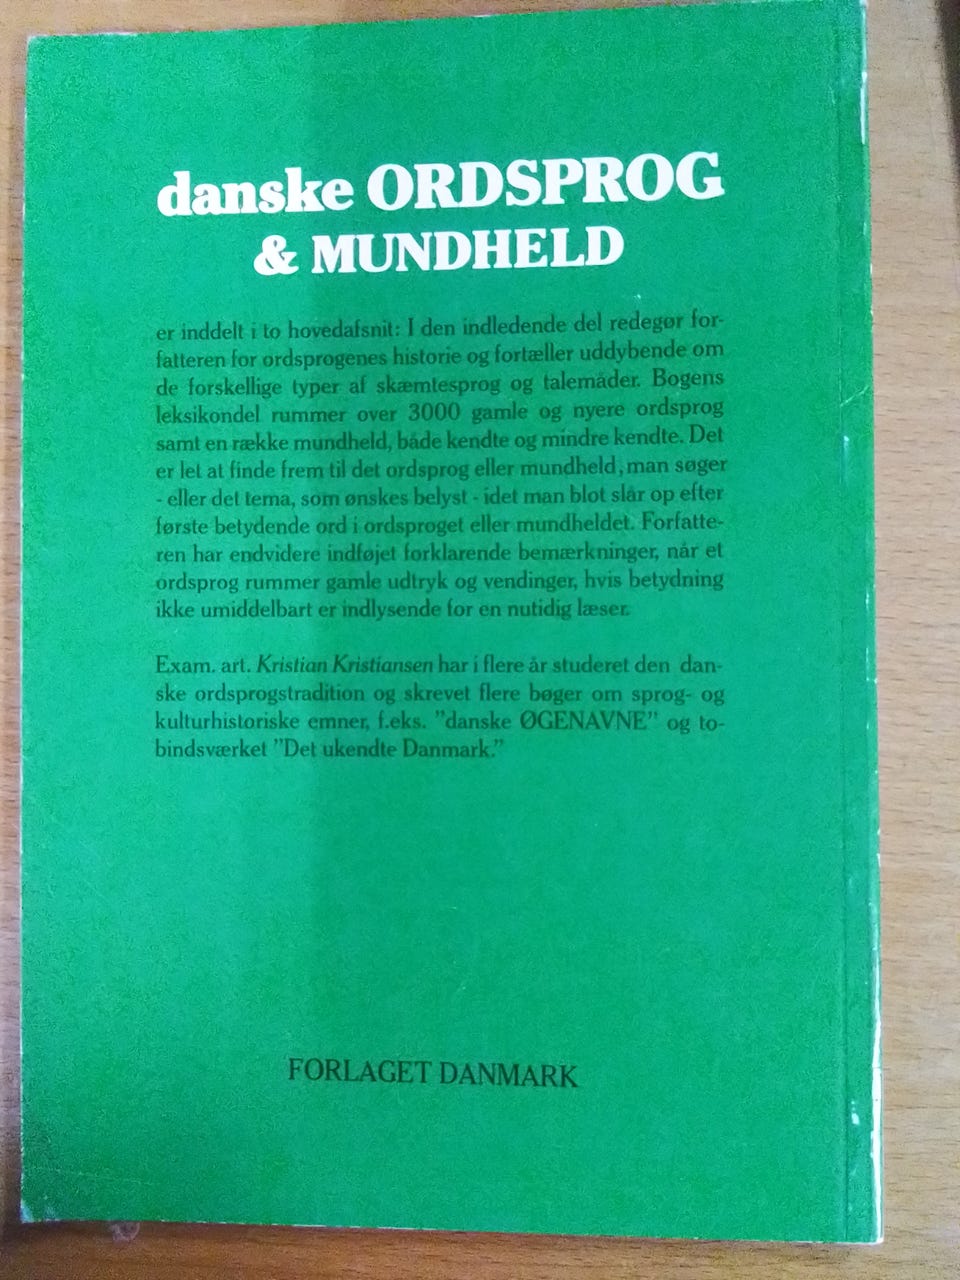 danske ORDSPROG
& MUNDHELD
er inddelt i to hovedafsnit: I den indledende del redegør for-
fatteren for ordsprogenes historie og fortæller uddybende om
de forskellige typer af skæmtesprog og talemåder. Bogens
leksikondel rummer over 3000 gamle og nyere ordsprog
samt en række mundheld, både kendte og mindre kendte. Det
er let at finde frem til det ordsprog eller mundheld, man søger
- eller det tema, som ønskes belyst - idet man blot slår op efter
første betydende ord i ordsproget eller mundheldet. Forfatte-
ren har endvidere indføjet forklarende bemærkninger, når et
ordsprog rummer gamle udtryk og vendinger, hvis betydning
ikke umiddelbart er indlysende for en nutidig læser.
Exam. art. Kristian Kristiansen har i flere år studeret den dan-
ske ordsprogstradition og skrevet flere bøger om sprog- og
kulturhistoriske emner, f.eks. ”danske ØGENAVNE” og to-
bindsværket ”Det ukendte Danmark.”
FORLAGET DANMARK